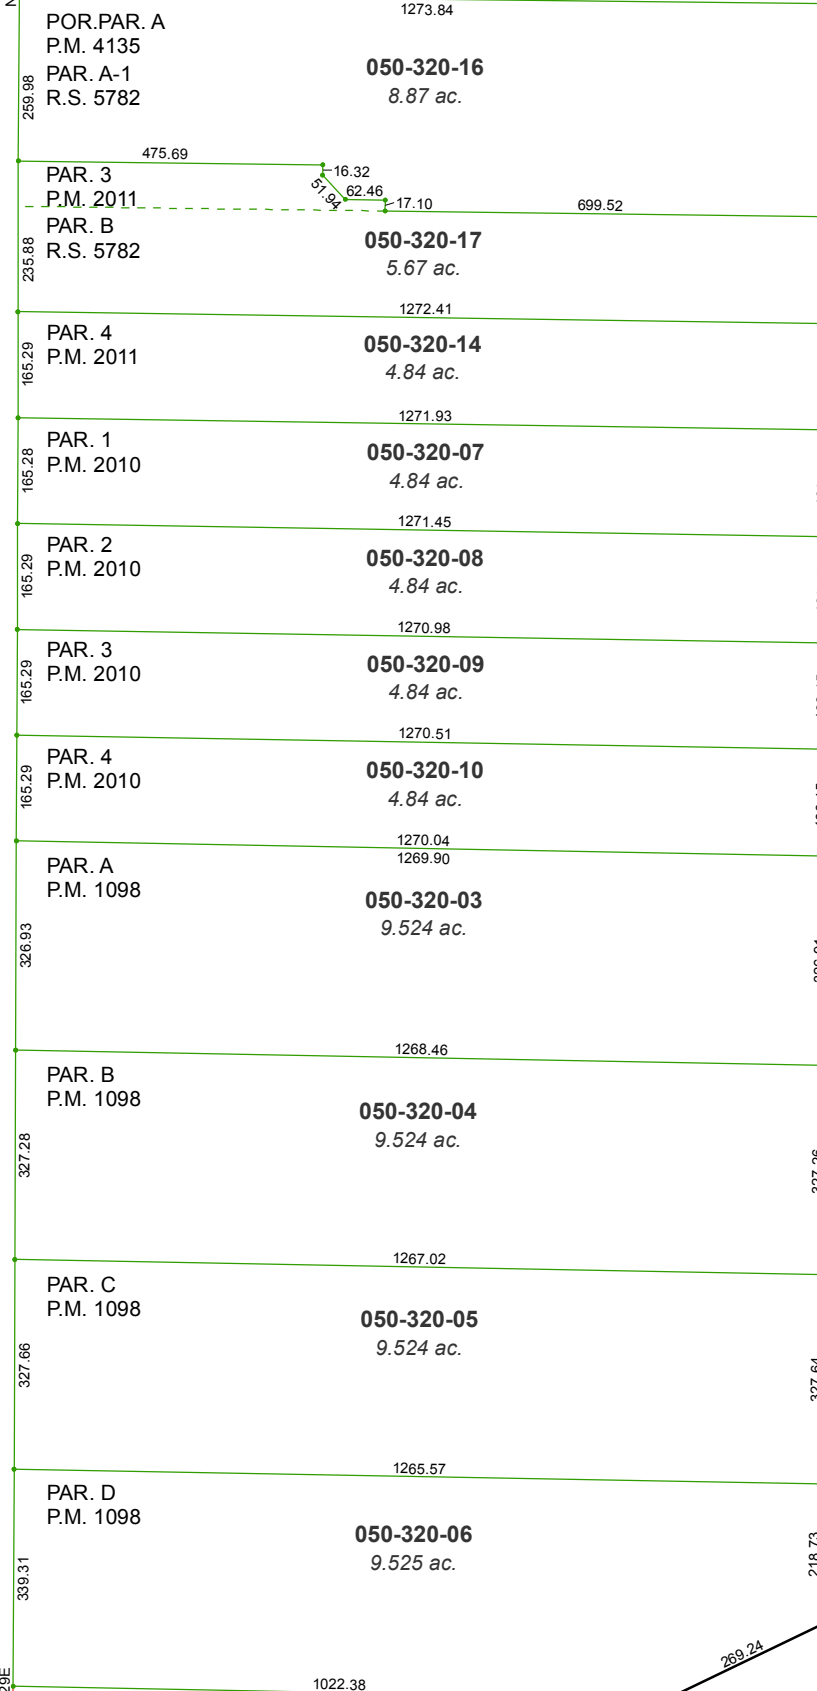 1273.84
POR.PAR. A
P.M. 4135
PAR. A-1
R.S. 5782
259.98
050-320-16
8.87 ac.
475.69
16.32
51.94
62.46
17.10
699.52
PAR. 3
P.M. 2011
PAR. B
R.S. 5782
235.88
050-320-17
5.67 ac.
1272.41
PAR. 4
P.M. 2011
165.29
050-320-14
4.84 ac.
1271.93
PAR. 1
P.M. 2010
165.28
050-320-07
4.84 ac.
1271.45
PAR. 2
P.M. 2010
165.29
050-320-08
4.84 ac.
1270.98
PAR. 3
P.M. 2010
165.29
050-320-09
4.84 ac.
1270.51
PAR. 4
P.M. 2010
165.29
050-320-10
4.84 ac.
1270.04
1269.90
PAR. A
P.M. 1098
326.93
050-320-03
9.524 ac.
1268.46
PAR. B
P.M. 1098
327.28
050-320-04
9.524 ac.
327.26
1267.02
PAR. C
P.M. 1098
327.66
050-320-05
9.524 ac.
327.64
1265.57
PAR. D
P.M. 1098
339.31
050-320-06
9.525 ac.
218.73
269.24
29E
1022.38